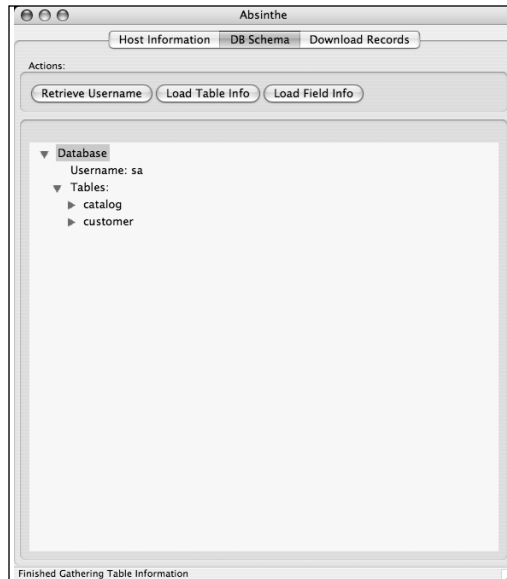 Absinthe
Host Information DB Schema Download Records
Actions:
Retrieve Username Load Table Info Load Field Info
Database
Username: sa
Tables:
catalog
customer
Finished Gathering Table Information